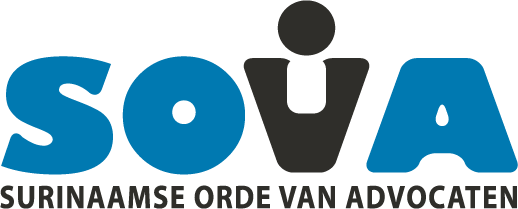 SOVA
SURINAAMSE ORDE VAN ADVOCATEN